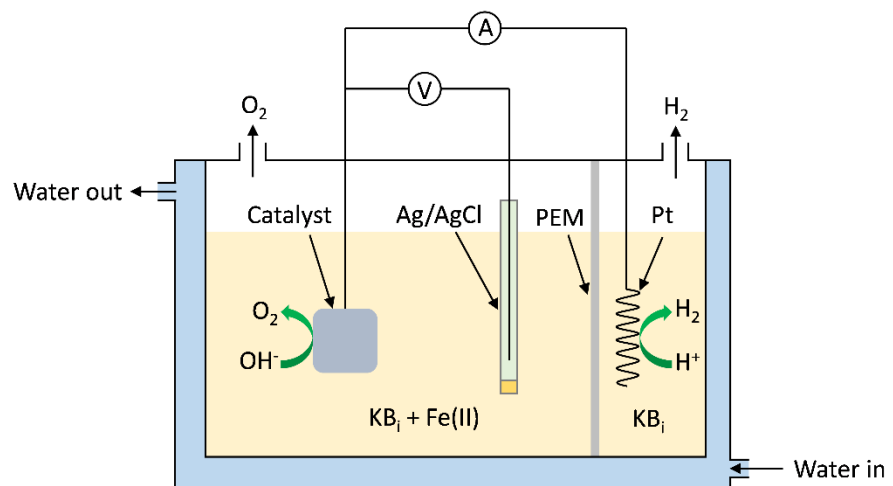 A
V
O₂
H₂
Water out
Catalyst
Ag/AgCl
PEM
Pt
O₂
OH⁻
H₂
H⁺
KBᵢ + Fe(II)
KBᵢ
Water in